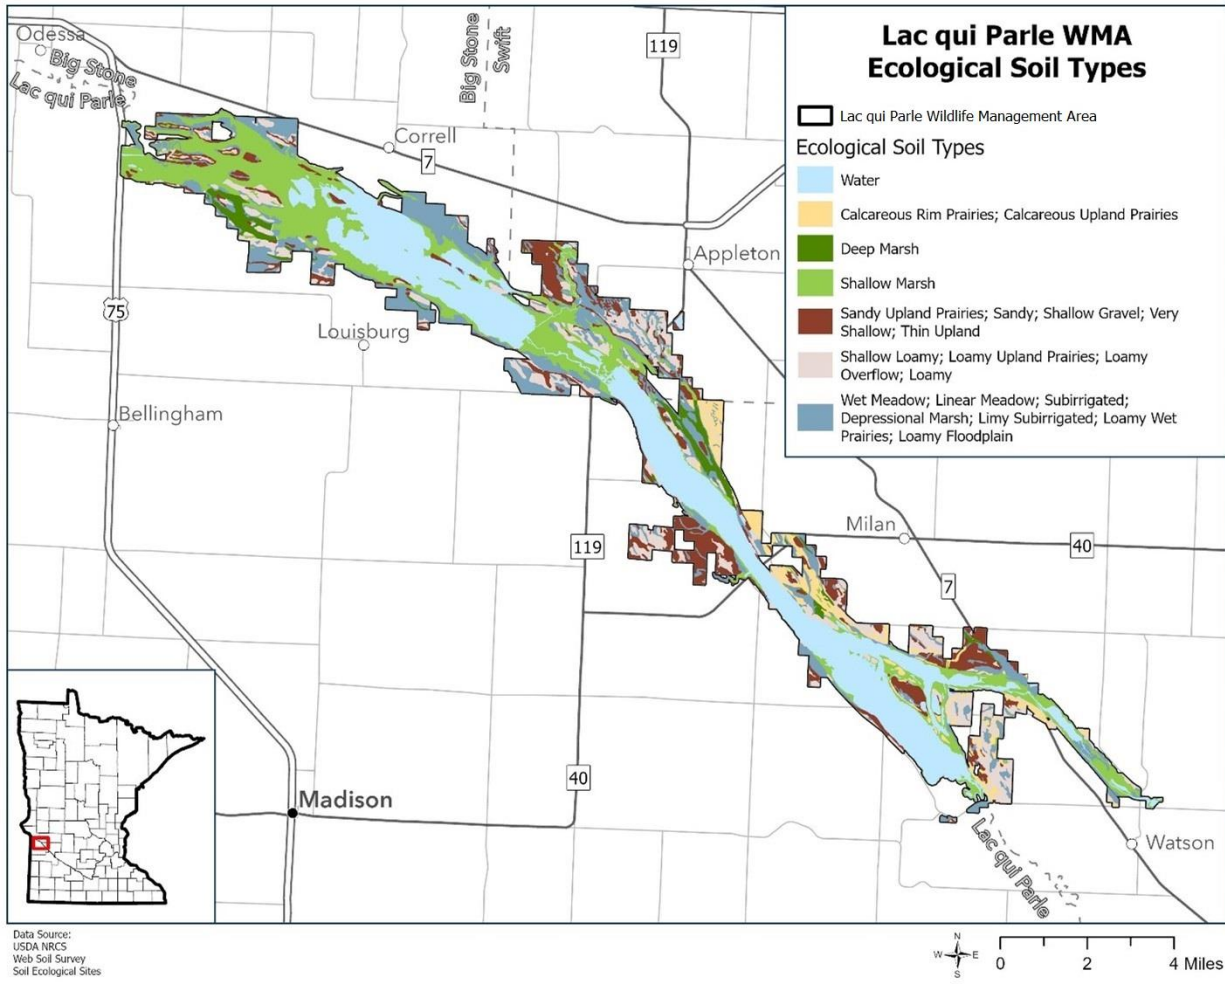 Lac qui Parle WMA
Ecological Soil Types
Lac qui Parle Wildlife Management Area
Ecological Soil Types
Water
Calcareous Rim Prairies; Calcareous Upland Prairies
Deep Marsh
Shallow Marsh
Sandy Upland Prairies; Sandy; Shallow Gravel; Very
Shallow; Thin Upland
Shallow Loamy; Loamy Upland Prairies; Loamy
Overflow; Loamy
Wet Meadow; Linear Meadow; Subirrigated;
Depressional Marsh; Limy Subirrigated; Loamy Wet
Prairies; Loamy Floodplain
Odessa
Big Stone
Lac qui Parle
Big Stone
Swift
119
Correll
7
Appleton
75
Louisburg
Bellingham
Milan
119
40
7
40
Madison
Watson
Lac qui Parle
Data Source:
USDA NRCS
Web Soil Survey
Soil Ecological Sites
N
W
E
S
0
2
4 Miles